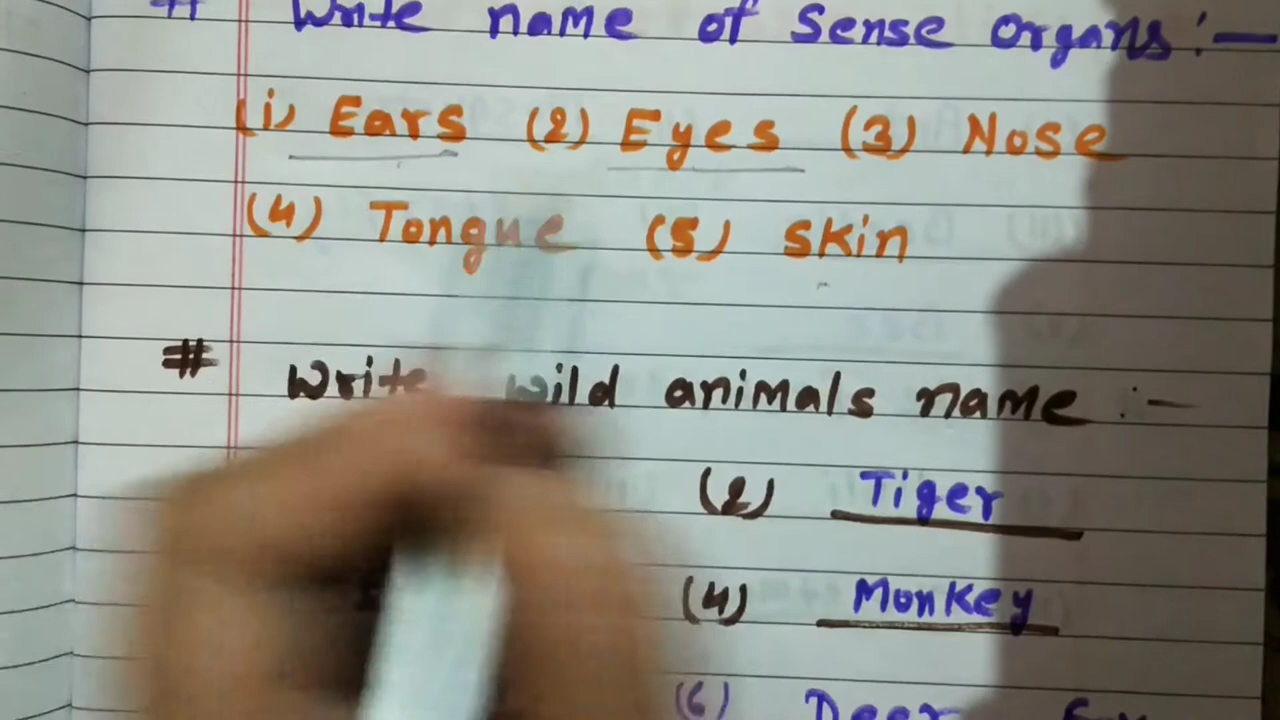 # Write name of Sense Organs :-
(i) Ears (2) Eyes (3) Nose
(4) Tongue (5) Skin
# Write wild animals name :-
(2) Tiger
(4) Monkey
(6) Deer